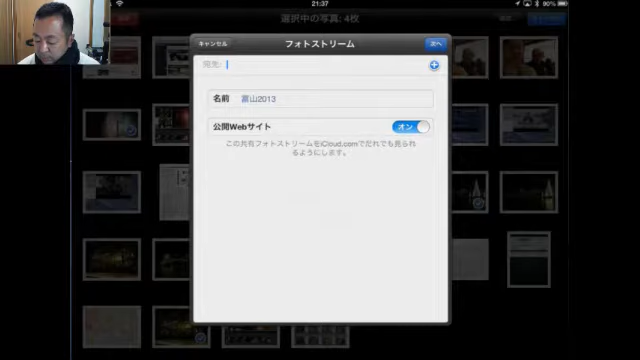 21:37
90%
選択中の写真: 4枚
キャンセル
フォトストリーム
次へ
宛先:
名前 富山2013
公開Webサイト
オン
この共有フォトストリームをiCloud.comでだれでも見られ
るようにします。